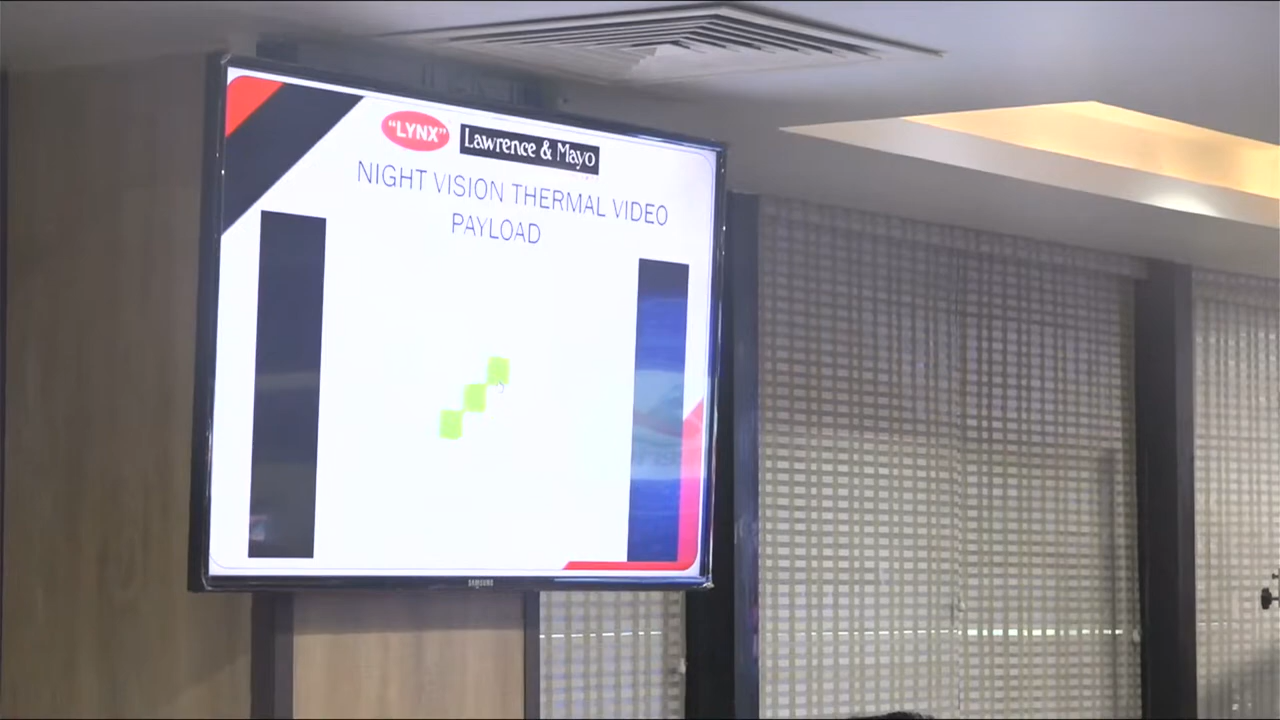 "LYNX"
Lawrence & Mayo
NIGHT VISION THERMAL VIDEO
PAYLOAD
SAMSUNG